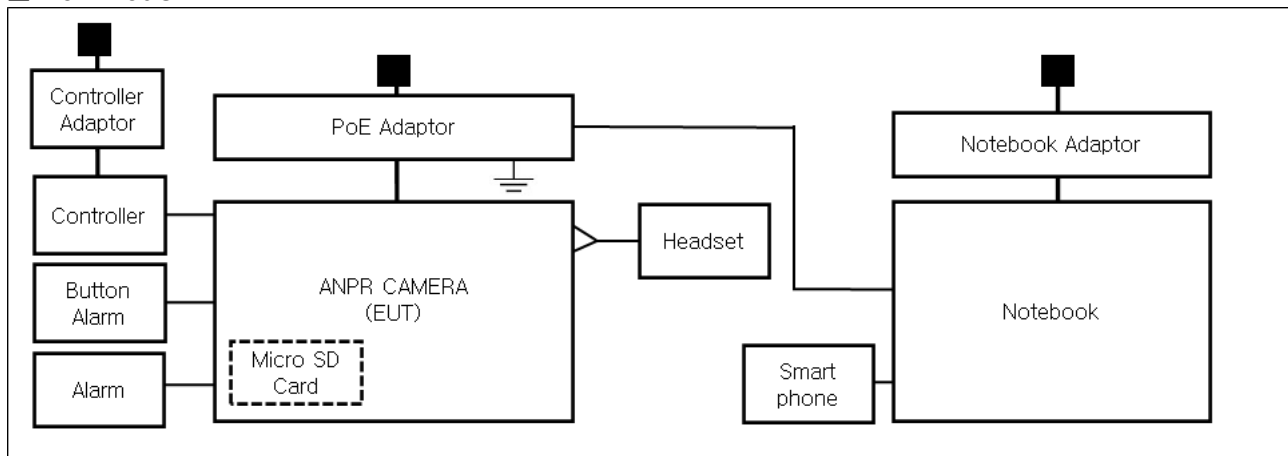 Controller
Adaptor
PoE Adaptor
Notebook Adaptor
Controller
Headset
Button
Alarm
ANPR CAMERA
(EUT)
Notebook
Micro SD
Card
Alarm
Smart
phone